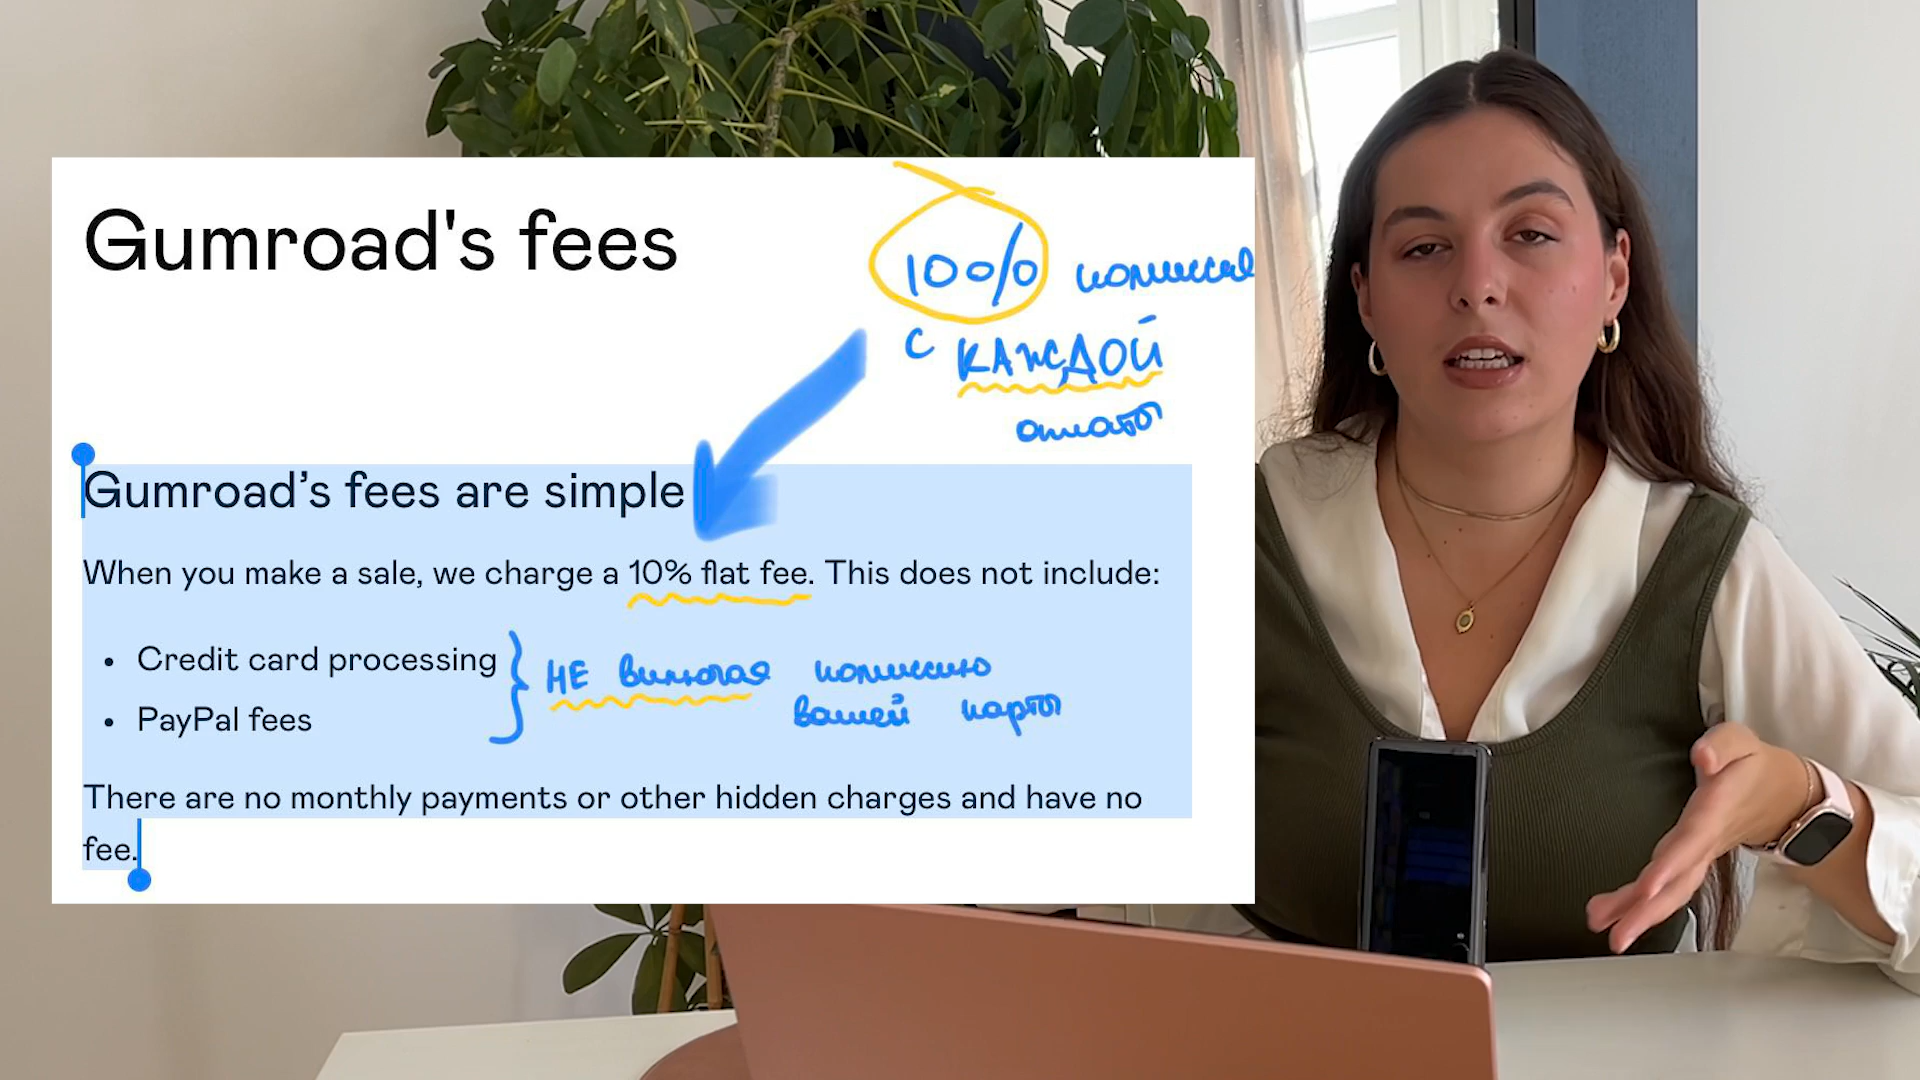 Gumroad's fees
10% комиссия
с КАЖДОЙ
оплаты
Gumroad’s fees are simple
When you make a sale, we charge a 10% flat fee. This does not include:
• Credit card processing
• PayPal fees
НЕ включая комиссию
вашей карты
There are no monthly payments or other hidden charges and have no
fee.